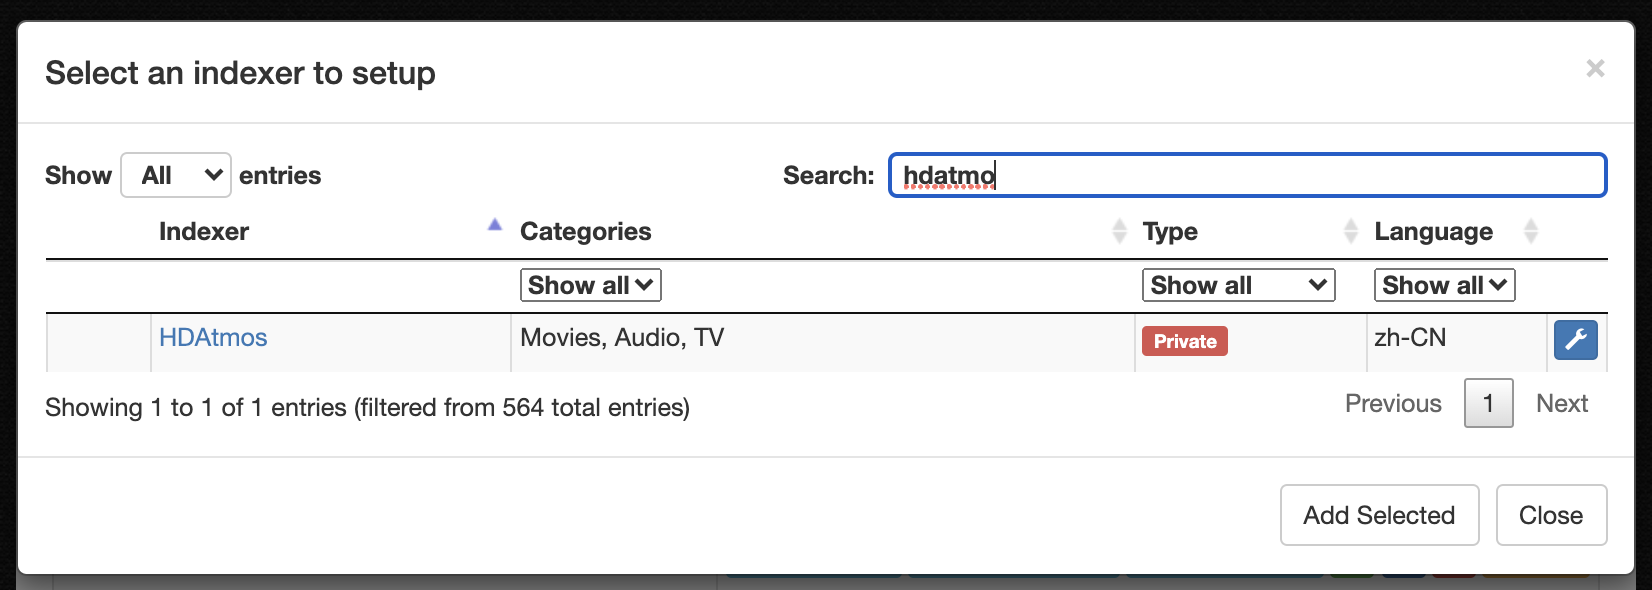 Select an indexer to setup
×
Show All entries
Search: hdatmo
Indexer Categories Type Language
Show all Show all Show all
HDAtmos Movies, Audio, TV Private zh-CN
Showing 1 to 1 of 1 entries (filtered from 564 total entries)
Previous 1 Next
Add Selected Close